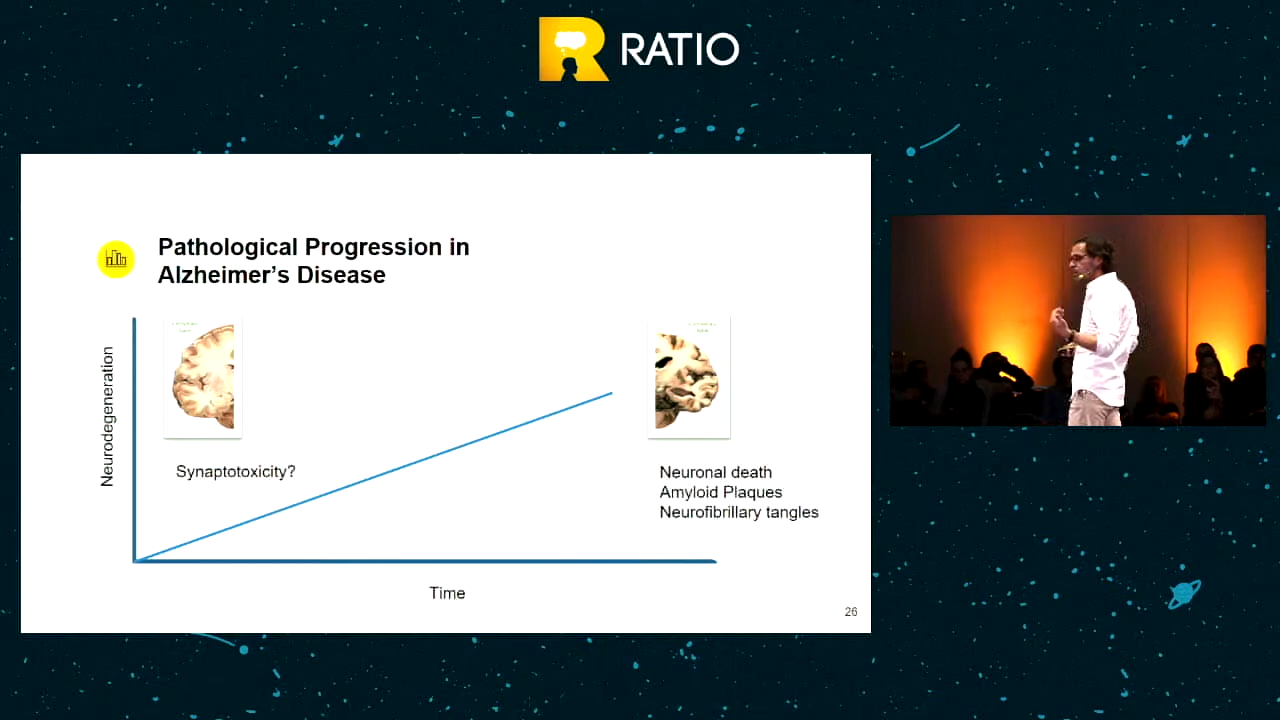 RATIO
Pathological Progression in
Alzheimer's Disease
Neurodegeneration
Synaptotoxicity?
Neuronal death
Amyloid Plaques
Neurofibrillary tangles
Time
26